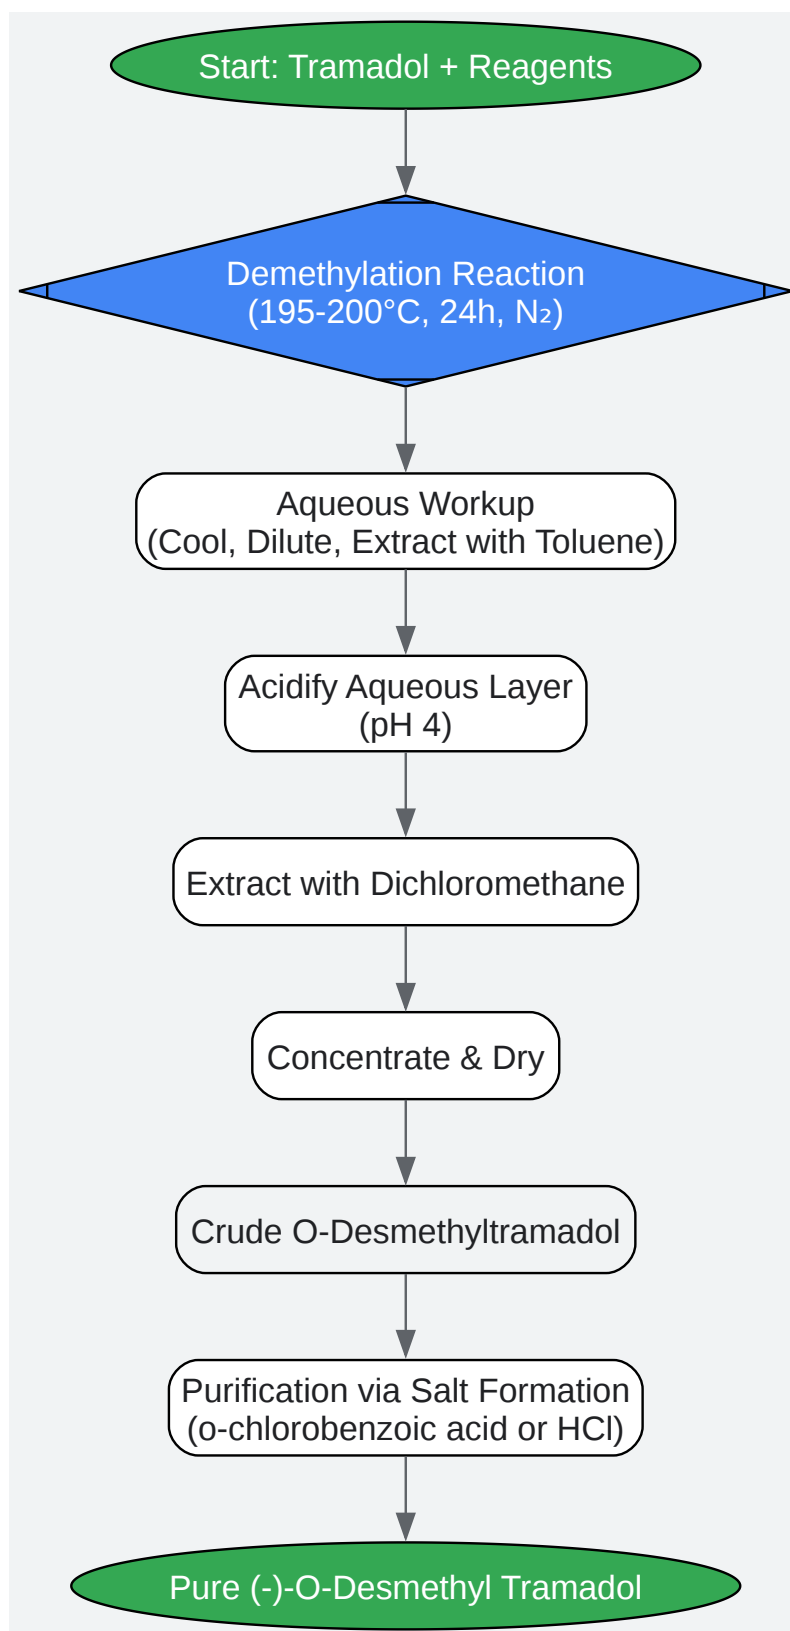 Start: Tramadol + Reagents
Demethylation Reaction
(195-200°C, 24h, N₂)
Aqueous Workup
(Cool, Dilute, Extract with Toluene)
Acidify Aqueous Layer
(pH 4)
Extract with Dichloromethane
Concentrate & Dry
Crude O-Desmethyltramadol
Purification via Salt Formation
(o-chlorobenzoic acid or HCl)
Pure (-)-O-Desmethyl Tramadol